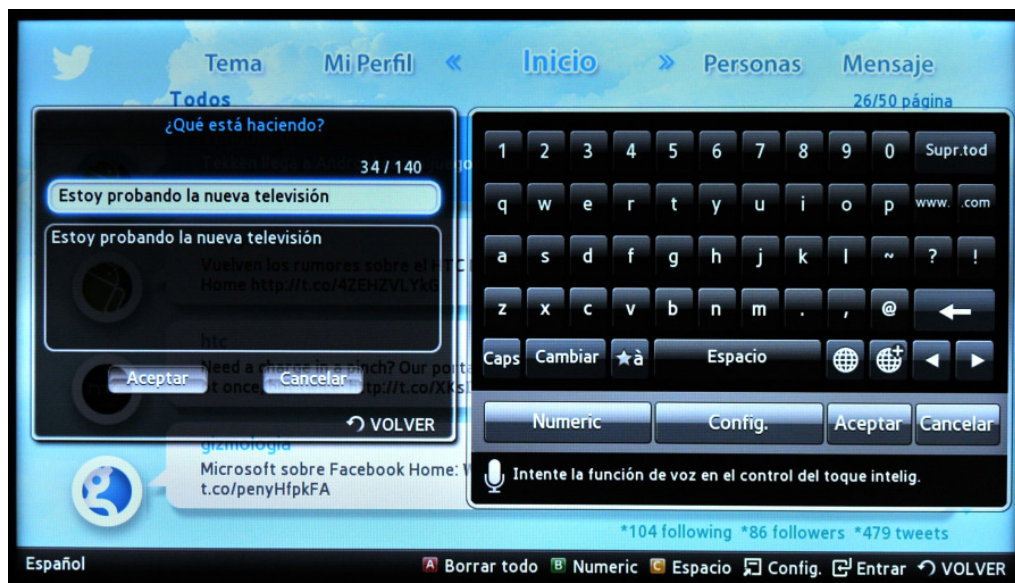 Tema Mi Perfil « Inicio » Personas Mensaje
Todos 26/50 página
¿Qué está haciendo?
34 / 140
Estoy probando la nueva televisión
Estoy probando la nueva televisión
Vuelven los rumores sobre el HTC
Home http://t.co/4ZEHZVLYkG
htc
Need a charge in a pinch? Our porta
Aceptar Cancelar
VOLVER
gizmologia
Microsoft sobre Facebook Home:
t.co/penyHfpkFA
1 2 3 4 5 6 7 8 9 0 Supr.tod
q w e r t y u i o p www. .com
a s d f g h j k l ~ ? !
z x c v b n m . , @
Caps Cambiar ★à Espacio
Numeric Config. Aceptar Cancelar
Intente la función de voz en el control del toque intelig.
*104 following *86 followers *479 tweets
Español A Borrar todo B Numeric C Espacio Config. Entrar VOLVER